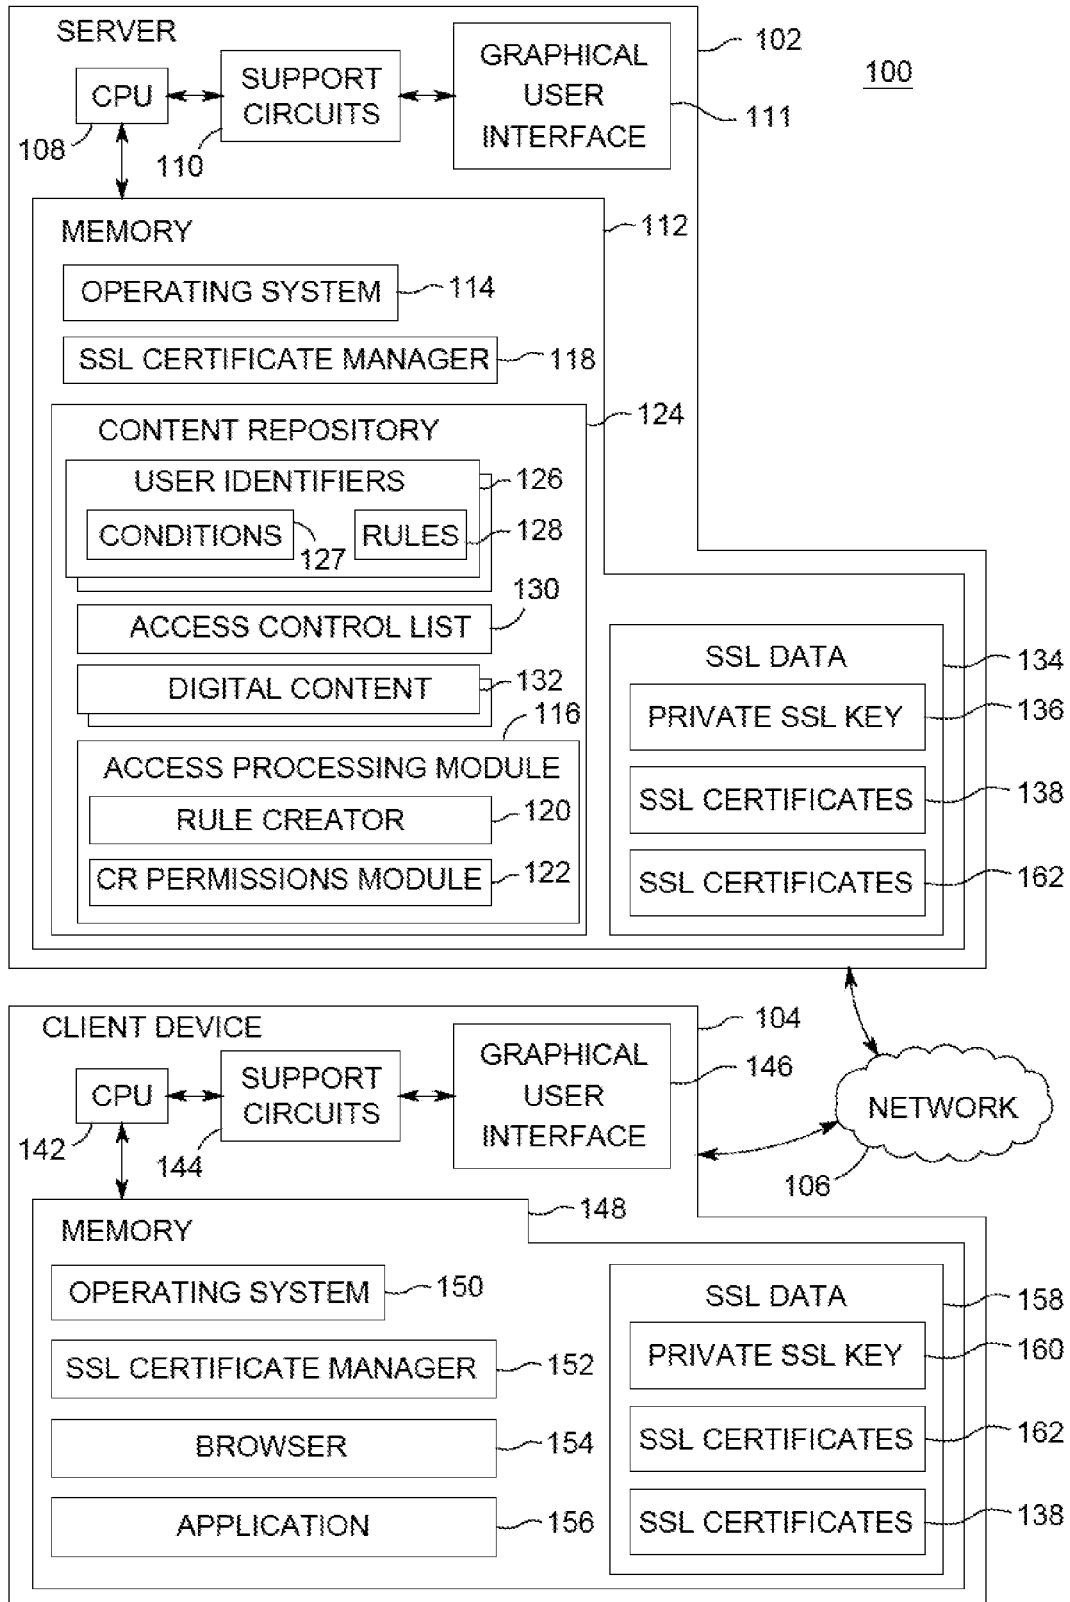 SERVER
102
100
CPU
SUPPORT
CIRCUITS
GRAPHICAL
USER
INTERFACE
108
110
111
MEMORY
112
OPERATING SYSTEM
114
SSL CERTIFICATE MANAGER
118
CONTENT REPOSITORY
124
USER IDENTIFIERS
126
CONDITIONS
127
RULES
128
130
ACCESS CONTROL LIST
DIGITAL CONTENT
132
116
ACCESS PROCESSING MODULE
RULE CREATOR
120
CR PERMISSIONS MODULE
122
SSL DATA
134
PRIVATE SSL KEY
136
SSL CERTIFICATES
138
SSL CERTIFICATES
162
CLIENT DEVICE
104
CPU
SUPPORT
CIRCUITS
GRAPHICAL
USER
INTERFACE
142
144
146
NETWORK
106
MEMORY
148
OPERATING SYSTEM
150
SSL CERTIFICATE MANAGER
152
BROWSER
154
APPLICATION
156
SSL DATA
158
PRIVATE SSL KEY
160
SSL CERTIFICATES
162
SSL CERTIFICATES
138